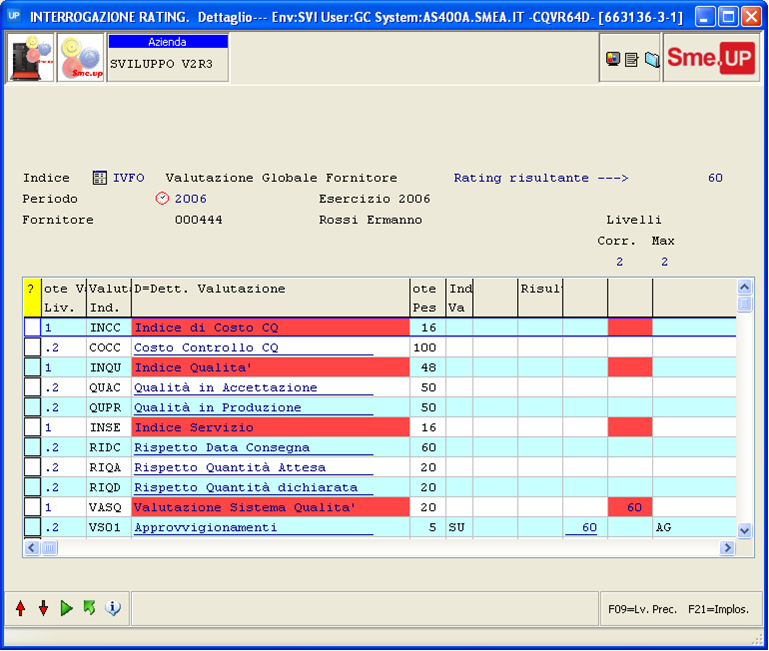 UP INTERROGAZIONE RATING. Dettaglio--- Env:SVI User:GC System:AS400A.SMEA.IT -CQVR64D- [663136-3-1]
Azienda
SVILUPPO V2R3
Sme.up
Sme.UP
Indice IVFO Valutazione Globale Fornitore Rating risultante ---> 60
Periodo 2006 Esercizio 2006
Fornitore 000444 Rossi Ermanno Livelli
Corr. Max
2 2
? ote Va Valut D=Dett. Valutazione ote Ind Risul
Liv. Ind. Pes Va
1 INCC Indice di Costo CQ 16
.2 COCC Costo Controllo CQ 100
1 INQU Indice Qualita' 48
.2 QUAC Qualità in Accettazione 50
.2 QUPR Qualità in Produzione 50
1 INSE Indice Servizio 16
.2 RIDC Rispetto Data Consegna 60
.2 RIQA Rispetto Quantità Attesa 20
.2 RIQD Rispetto Quantità dichiarata 20
1 VASQ Valutazione Sistema Qualita' 20 60
.2 VS01 Approvvigionamenti 5 SU 60 AG
F09=Lv. Prec. F21=Implos.